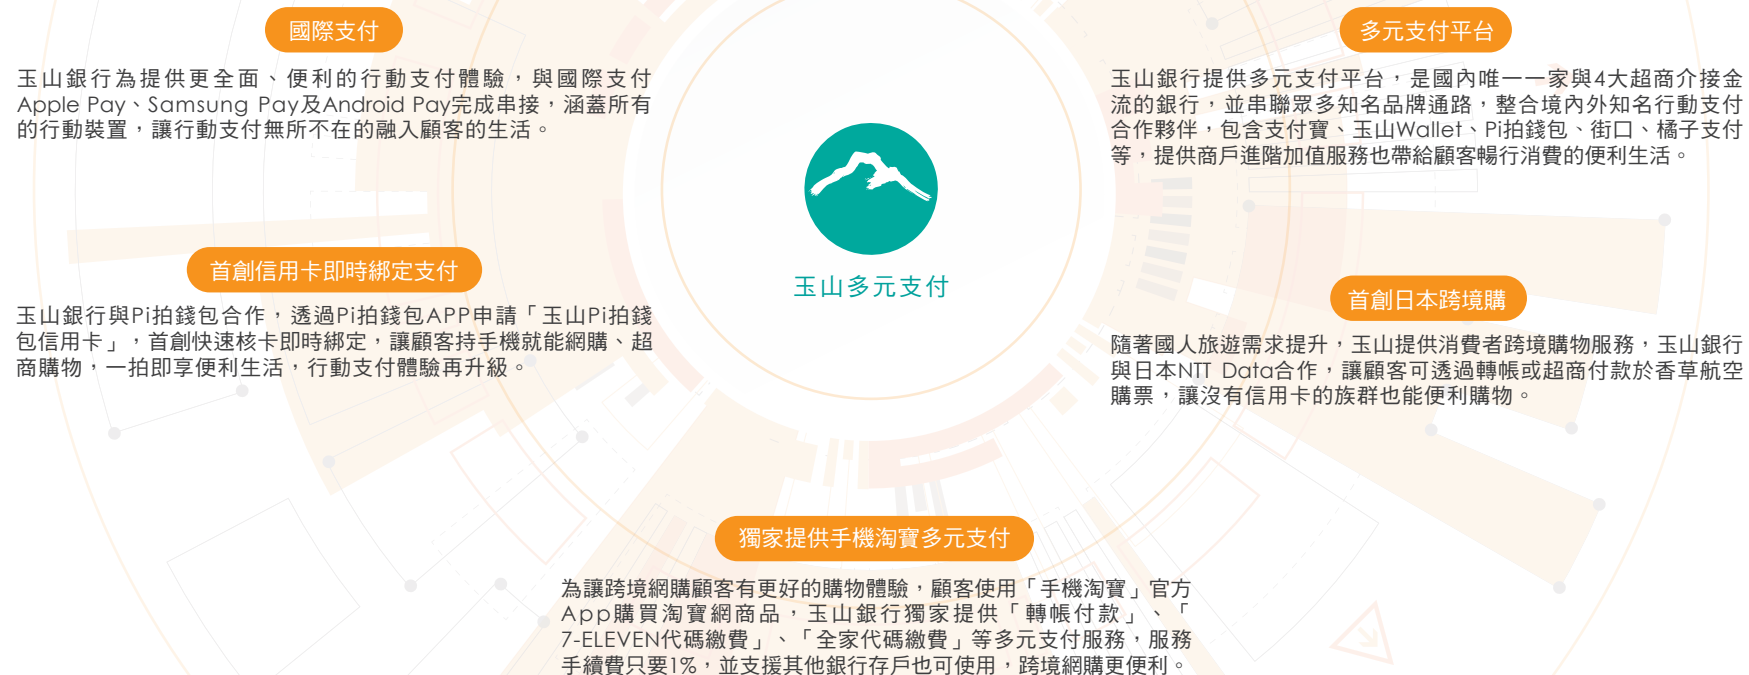 國際支付
玉山銀行為提供更全面、便利的行動支付體驗，與國際支付
Apple Pay、Samsung Pay及Android Pay完成串接，涵蓋所有
的行動裝置，讓行動支付無所不在的融入顧客的生活。
首創信用卡即時綁定支付
玉山銀行與Pi拍錢包合作，透過Pi拍錢包APP申請「玉山Pi拍錢
包信用卡」，首創快速核卡即時綁定，讓顧客持手機就能網購、超
商購物，一拍即享便利生活，行動支付體驗再升級。
玉山多元支付
多元支付平台
玉山銀行提供多元支付平台，是國內唯一一家與4大超商介接金
流的銀行，並串聯眾多知名品牌通路，整合境內外知名行動支付
合作夥伴，包含支付寶、玉山Wallet、Pi拍錢包、街口、橘子支付
等，提供商戶進階加值服務也帶給顧客暢行消費的便利生活。
首創日本跨境購
隨著國人旅遊需求提升，玉山提供消費者跨境購物服務，玉山銀行
與日本NTT Data合作，讓顧客可透過轉帳或超商付款於香草航空
購票，讓沒有信用卡的族群也能便利購物。
獨家提供手機淘寶多元支付
為讓跨境網購顧客有更好的購物體驗，顧客使用「手機淘寶」官方
App購買淘寶網商品，玉山銀行獨家提供「轉帳付款」、「
7-ELEVEN代碼繳費」、「全家代碼繳費」等多元支付服務，服務
手續費只要1%，並支援其他銀行存戶也可使用，跨境網購更便利。